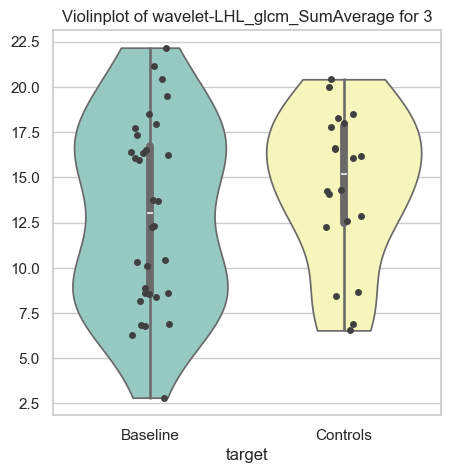 Violinplot of wavelet-LHL_glcm_SumAverage for 3
22.5
20.0
17.5
15.0
12.5
10.0
7.5
5.0
2.5
Baseline
Controls
target